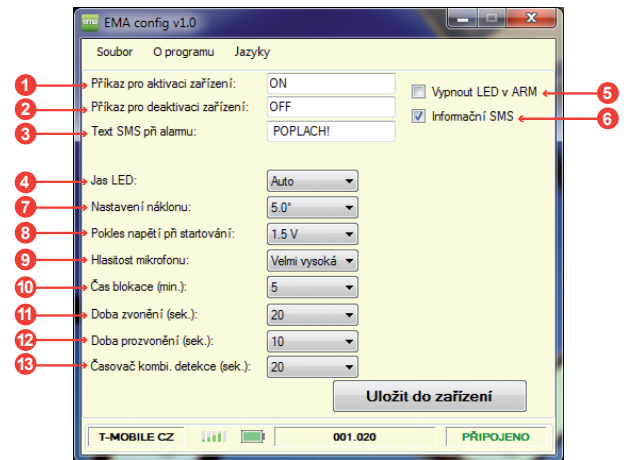 ema EMA config v1.0
Soubor O programu Jazyky
1 Příkaz pro aktivaci zařízení: ON Vypnout LED v ARM 5
2 Příkaz pro deaktivaci zařízení: OFF Informační SMS 6
3 Text SMS při alarmu: POPLACH!
4 Jas LED: Auto
7 Nastavení náklonu: 5.0°
8 Pokles napětí při startování: 1.5 V
9 Hlasitost mikrofonu: Velmi vysoká
10 Čas blokace (min.): 5
11 Doba zvonění (sek.): 20
12 Doba prozvonění (sek.): 10
13 Časovač kombi. detekce (sek.): 20
Uložit do zařízení
T-MOBILE CZ 001.020 PŘIPOJENO